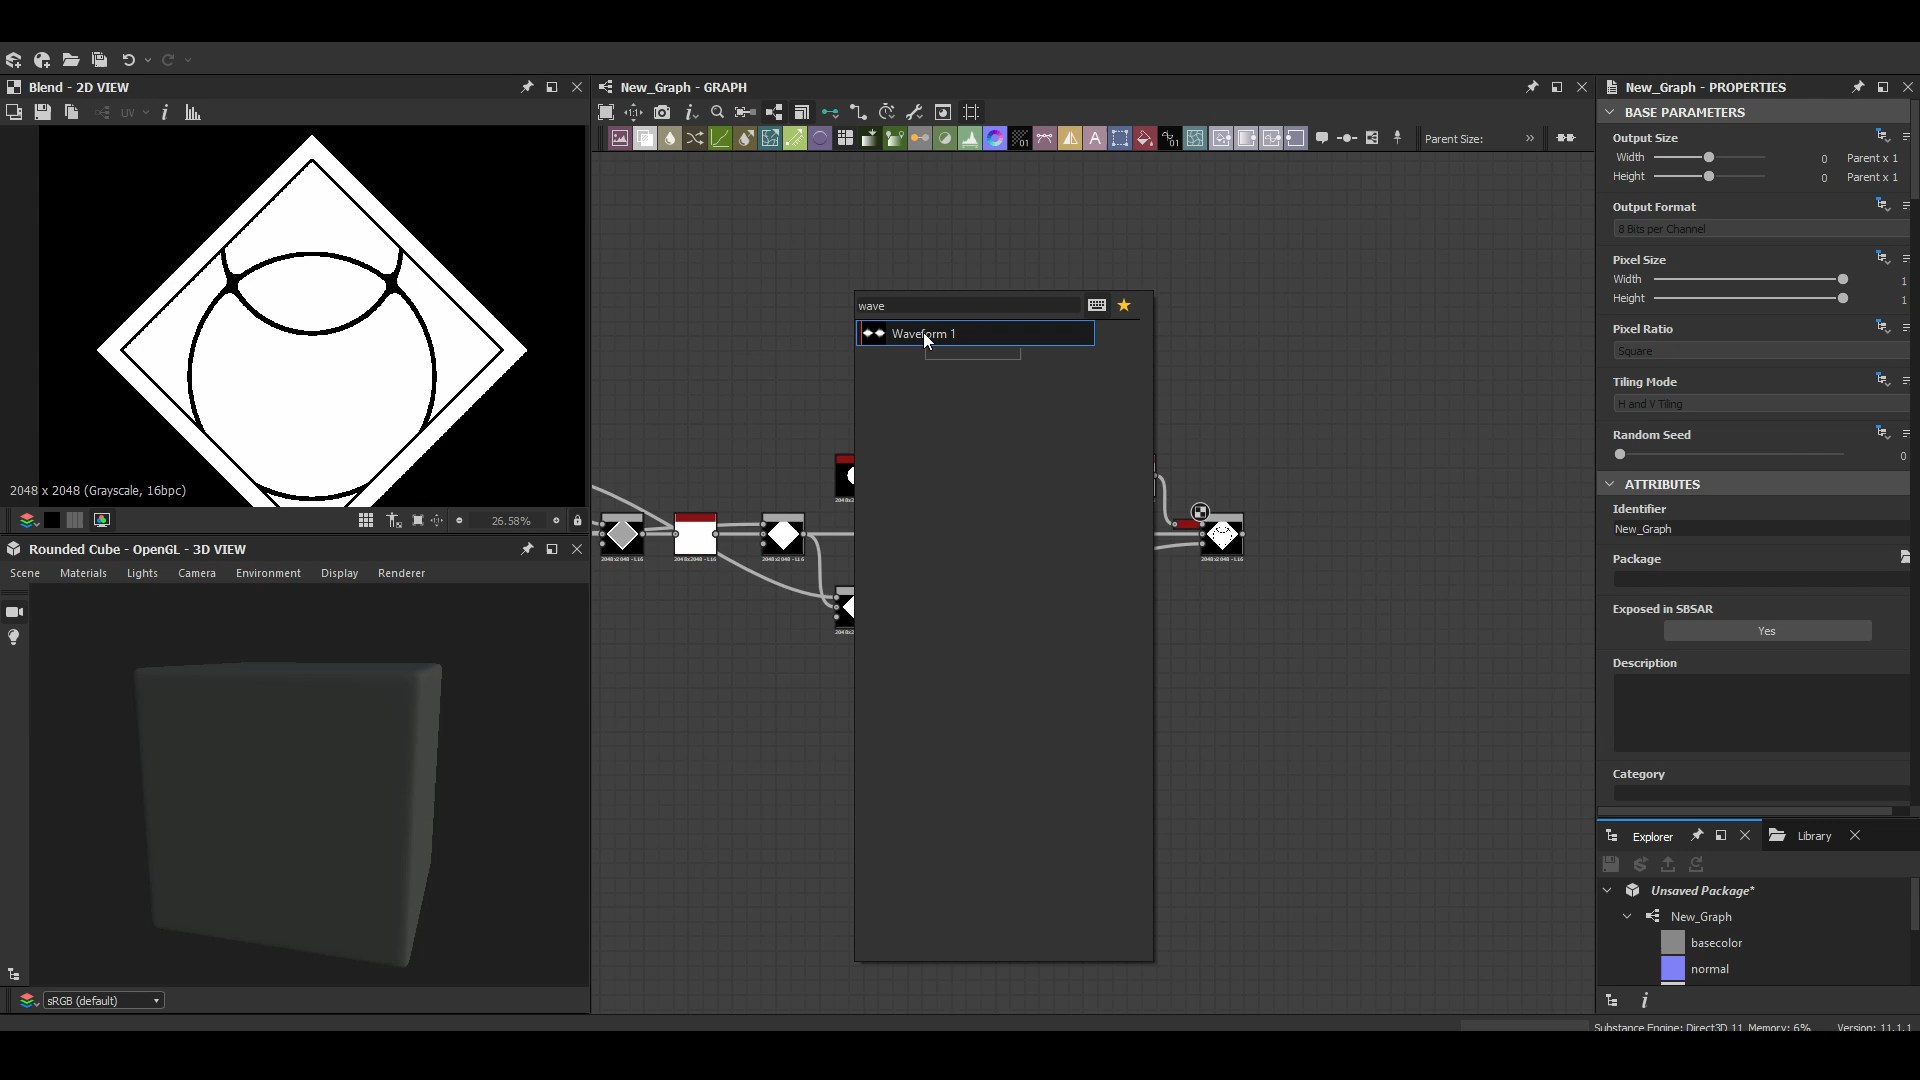 Blend - 2D VIEW
UV
2048 x 2048 (Grayscale, 16bpc)
26.58%
Rounded Cube - OpenGL - 3D VIEW
Scene Materials Lights Camera Environment Display Renderer
sRGB (default)
New_Graph - GRAPH
Parent Size:
wave
Waveform 1
New_Graph - PROPERTIES
BASE PARAMETERS
Output Size
Width 0 Parent x 1
Height 0 Parent x 1
Output Format
8 Bits per Channel
Pixel Size
Width 1
Height 1
Pixel Ratio
Square
Tiling Mode
H and V Tiling
Random Seed
0
ATTRIBUTES
Identifier
New_Graph
Package
Exposed in SBSAR
Yes
Description
Category
Explorer Library
Unsaved Package*
New_Graph
basecolor
normal
Substance Engine: Direct3D 11 Memory: 6% Version: 11.1.1